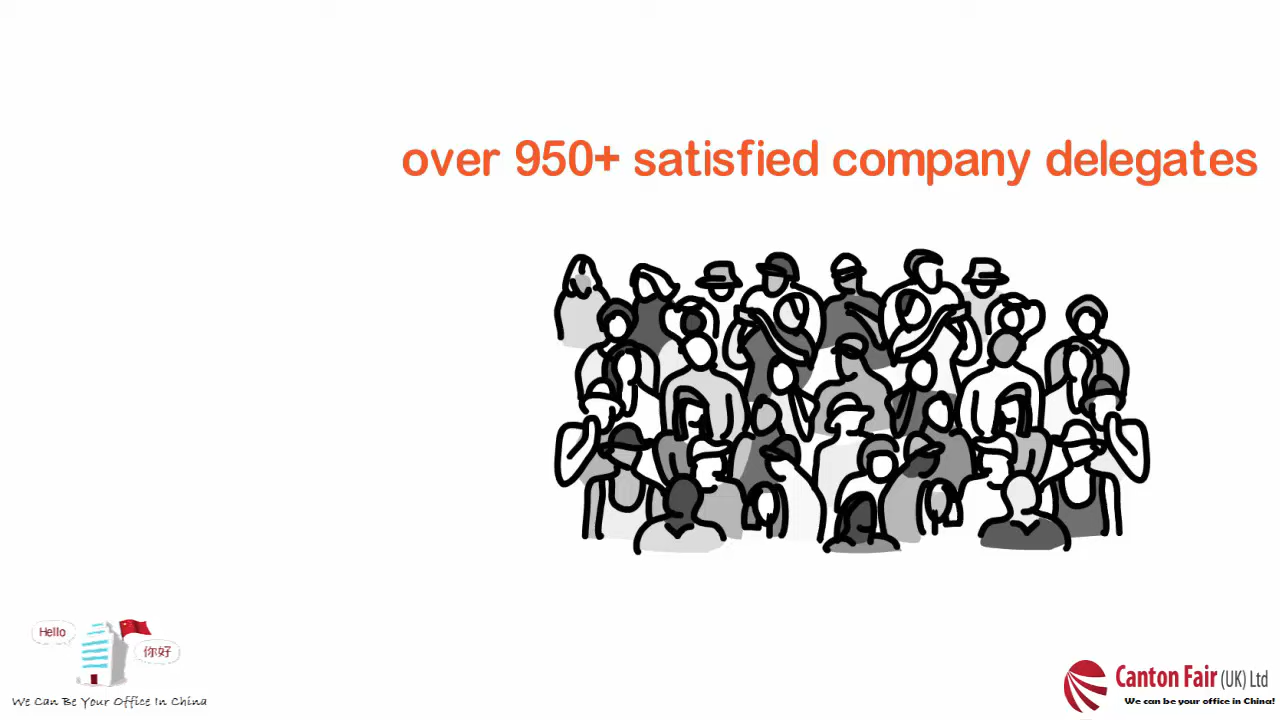 over 950+ satisfied company delegates
Hello
你好
We Can Be Your Office In China
Canton Fair (UK) Ltd
We can be your office in China!